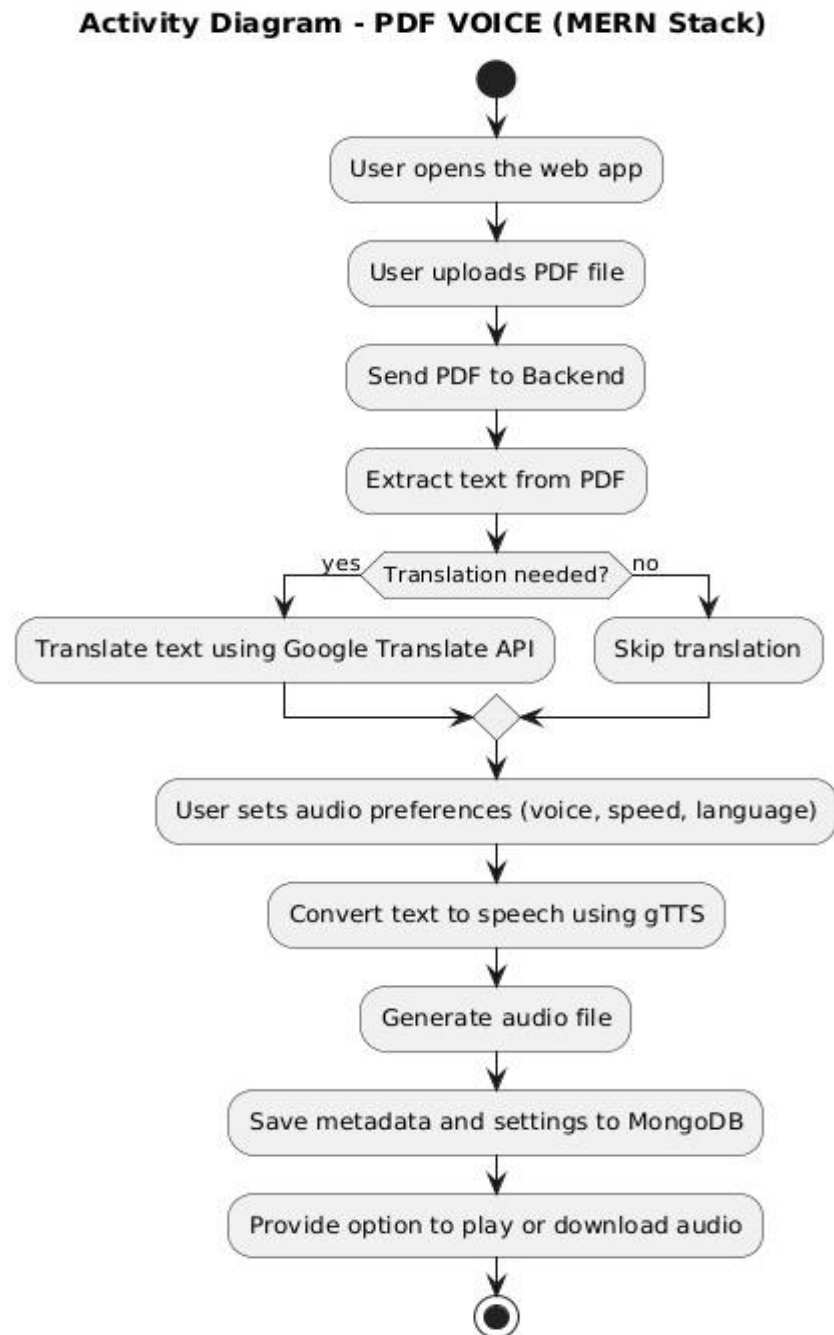 Activity Diagram - PDF VOICE (MERN Stack)
User opens the web app
User uploads PDF file
Send PDF to Backend
Extract text from PDF
yes
Translation needed?
no
Translate text using Google Translate API
Skip translation
User sets audio preferences (voice, speed, language)
Convert text to speech using gTTS
Generate audio file
Save metadata and settings to MongoDB
Provide option to play or download audio